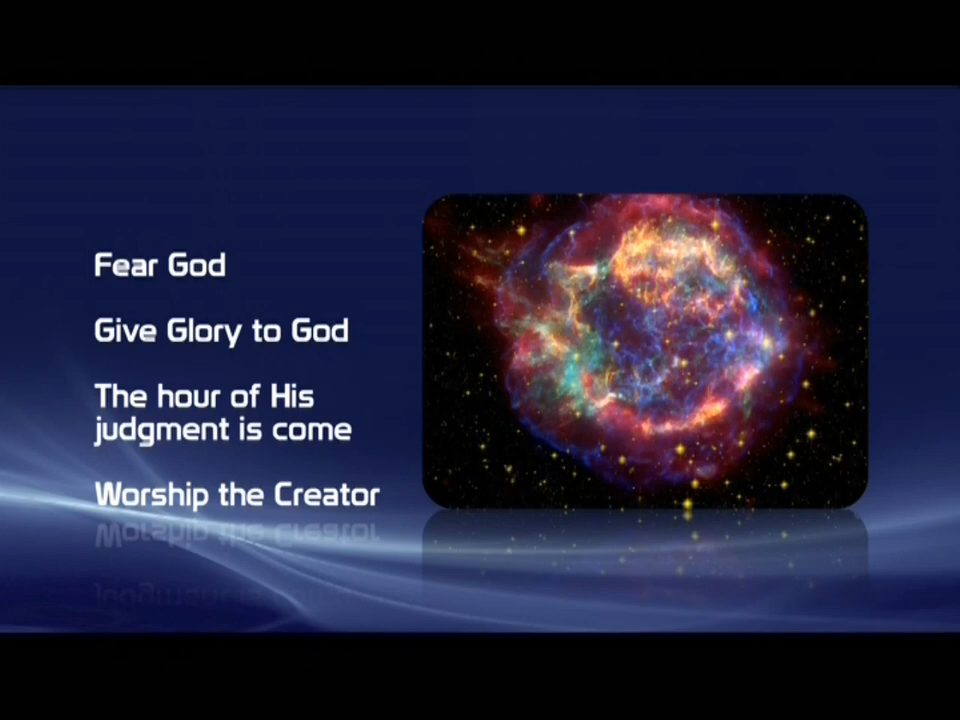 Fear God
Give Glory to God
The hour of His
judgment is come
Worship the Creator